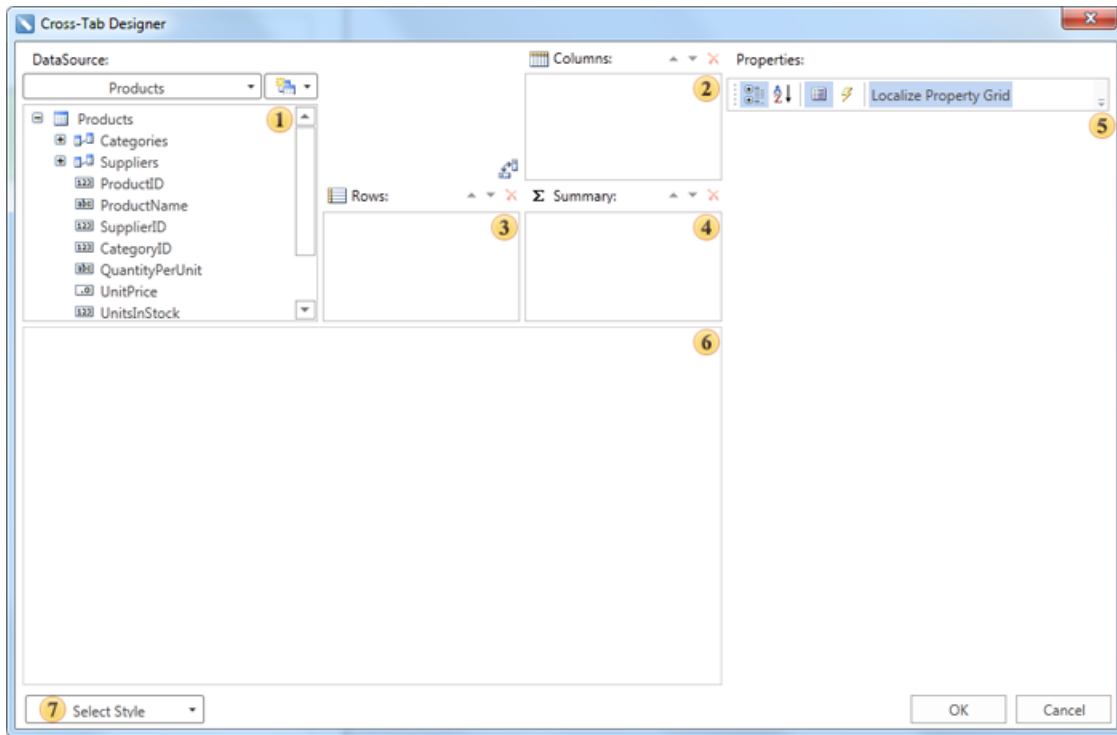 Cross-Tab Designer
DataSource:
Products
1
Products
Categories
Suppliers
ProductID
ProductName
SupplierID
CategoryID
QuantityPerUnit
UnitPrice
UnitsInStock
Columns:
2
Rows:
3
Σ Summary:
4
Properties:
Localize Property Grid
5
6
7 Select Style
OK
Cancel